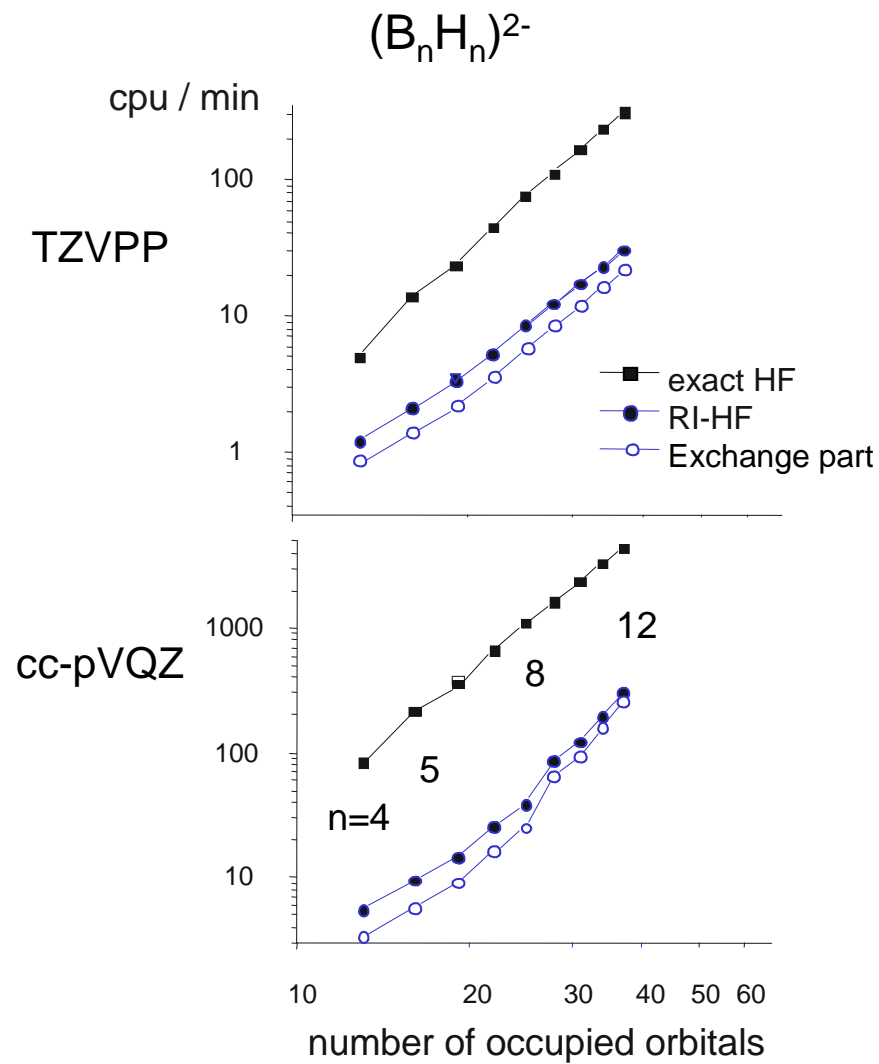 (BₙHₙ)²⁻
cpu / min
100
TZVPP
10
exact HF
RI-HF
1
Exchange part
1000
12
cc-pVQZ
8
100
5
n=4
10
10 20 30 40 50 60
number of occupied orbitals